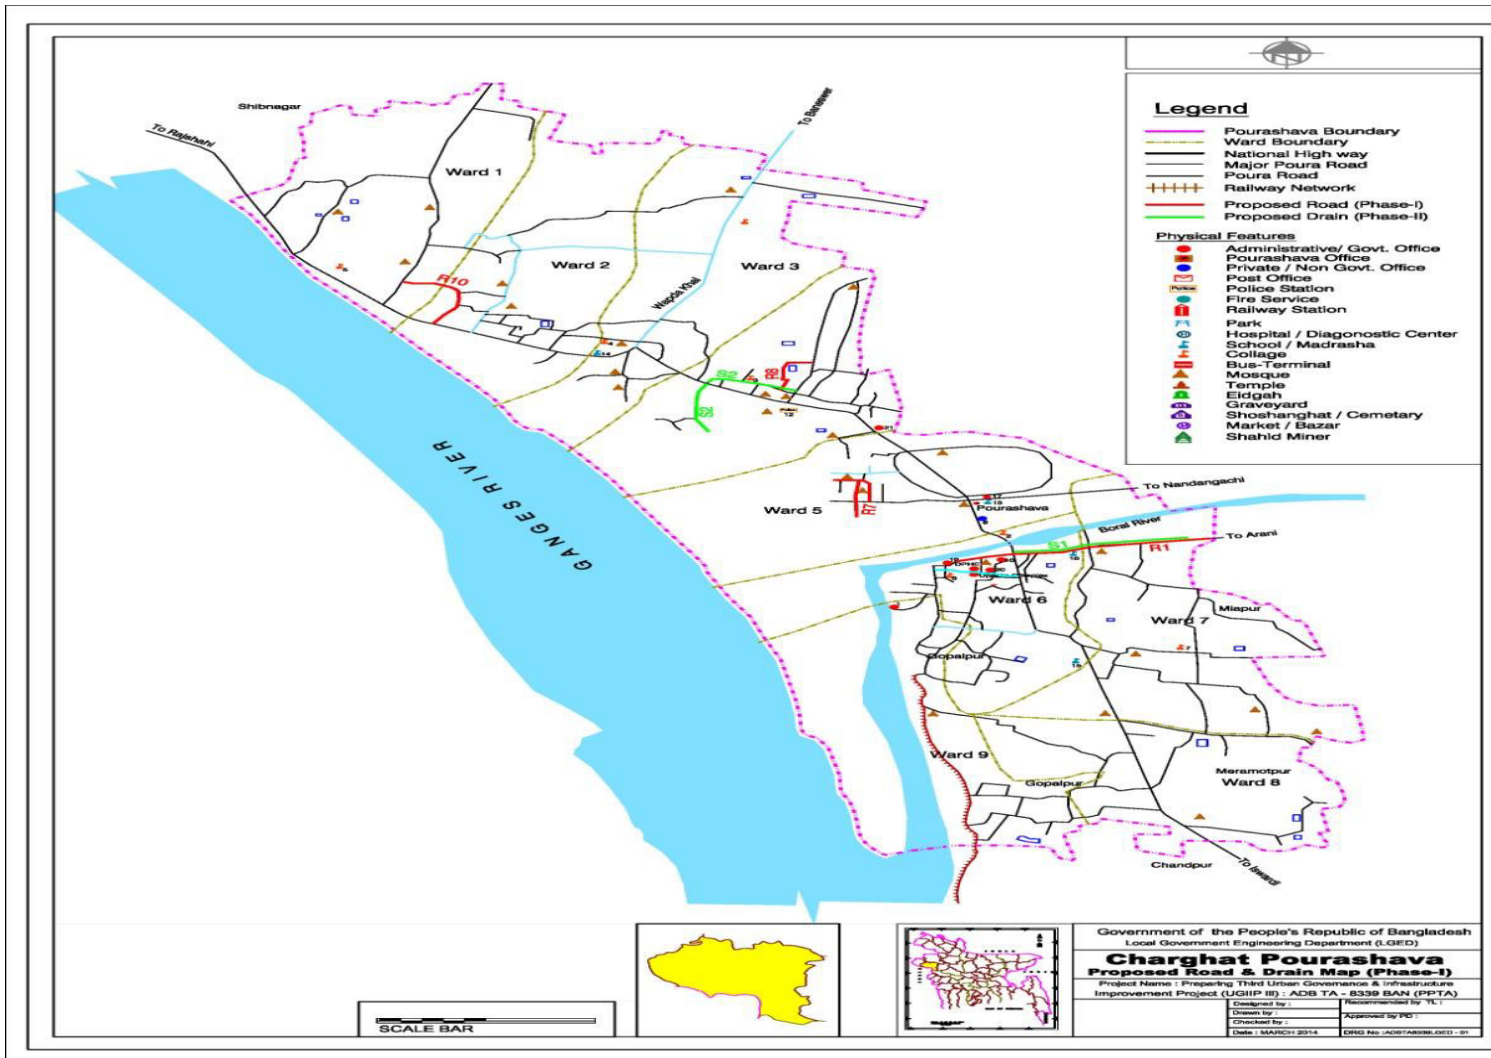 Shibnagar
To Rajshahi
To Baneswer
Ward 1
Ward 2
Ward 3
R10
Wapda Khal
4
14
S2
S2
R8
Police
12
21
Ward 5
R7
To Nandangachi
17
Pourashava
Boral River
S1
R1
To Arani
GANGES RIVER
Ward 6
Ward 7
Miapur
7
Gopalpur
Ward 9
Gopalpur
Meramotpur
Ward 8
Chandpur
To Iswardi
Legend
Pourashava Boundary
Ward Boundary
National High way
Major Poura Road
Poura Road
Railway Network
Proposed Road (Phase-I)
Proposed Drain (Phase-II)
Physical Features
Administrative/ Govt. Office
Pourashava Office
Private / Non Govt. Office
Post Office
Police Station
Fire Service
Railway Station
Park
Hospital / Diagonostic Center
School / Madrasha
Collage
Bus-Terminal
Mosque
Temple
Eidgah
Graveyard
Shoshanghat / Cemetary
Market / Bazar
Shahid Miner
SCALE BAR
Government of the People's Republic of Bangladesh
Local Government Engineering Department (LGED)
Charghat Pourashava
Proposed Road & Drain Map (Phase-I)
Project Name : Preparing Third Urban Governance & Infrastructure
Improvement Project (UGIIP III) : ADB TA - 8339 BAN (PPTA)
Designed by :
Recommended by TL :
Drawn by :
Checked by :
Approved by PD :
Date : MARCH 2014